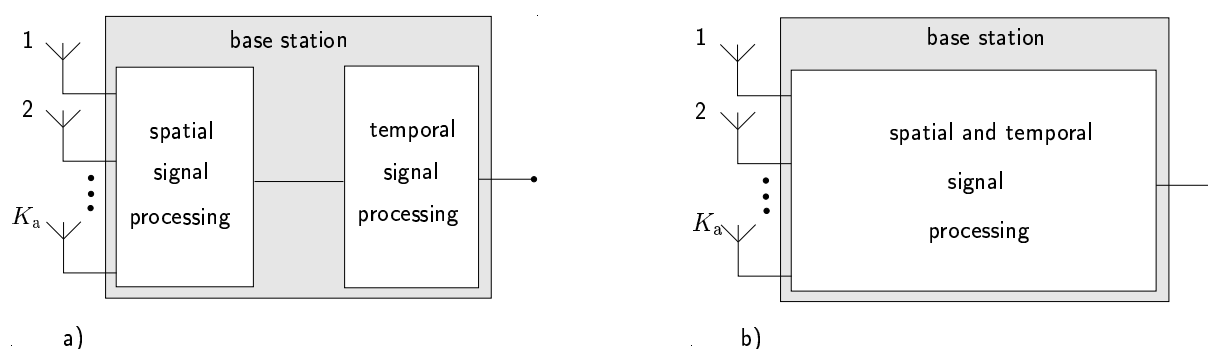 base station
1
2
K_a
spatial
signal
processing
temporal
signal
processing
a)
base station
1
2
K_a
spatial and temporal
signal
processing
b)